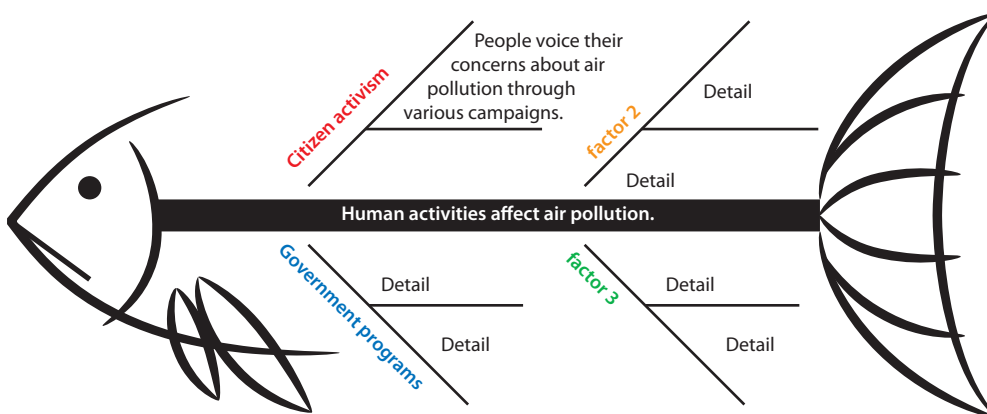 People voice their
concerns about air
pollution through
various campaigns.
Citizen activism
Detail
factor 2
Detail
Human activities affect air pollution.
Government programs
Detail
Detail
factor 3
Detail
Detail